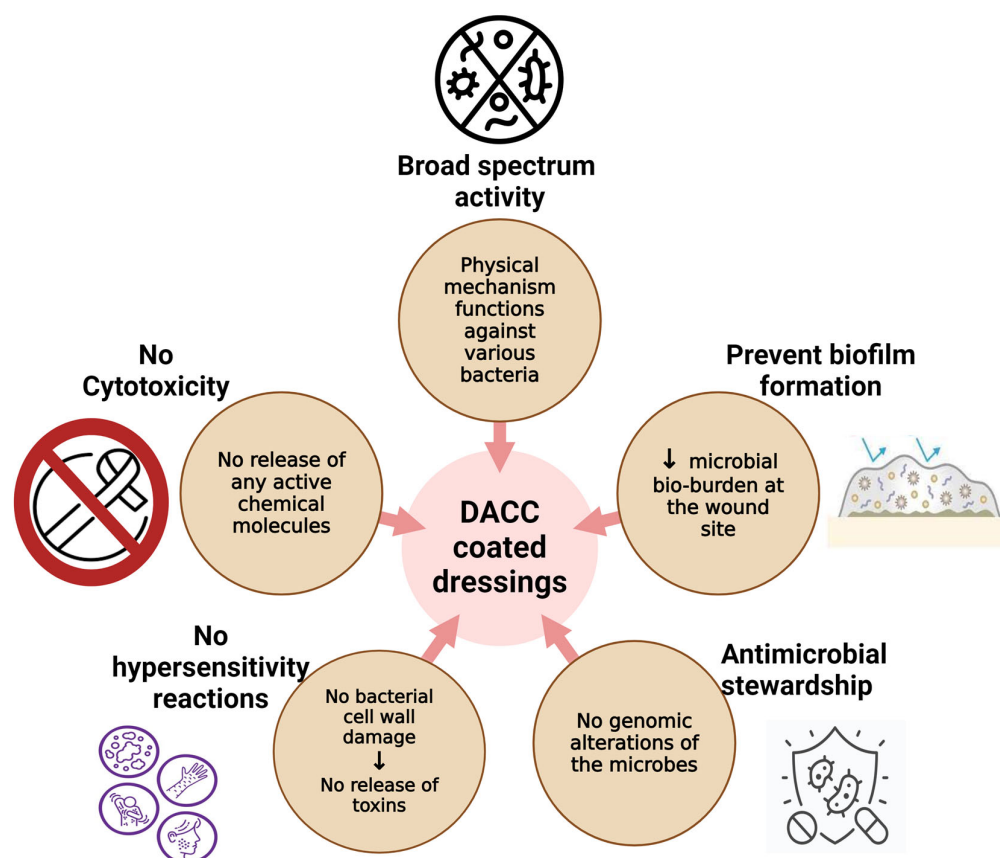 Broad spectrum
activity
Physical
mechanism
functions
against
various
bacteria
No
Cytotoxicity
No release of
any active
chemical
molecules
Prevent biofilm
formation
↓ microbial
bio-burden at
the wound
site
DACC
coated
dressings
No
hypersensitivity
reactions
No bacterial
cell wall
damage
↓
No release of
toxins
Antimicrobial
stewardship
No genomic
alterations of
the microbes